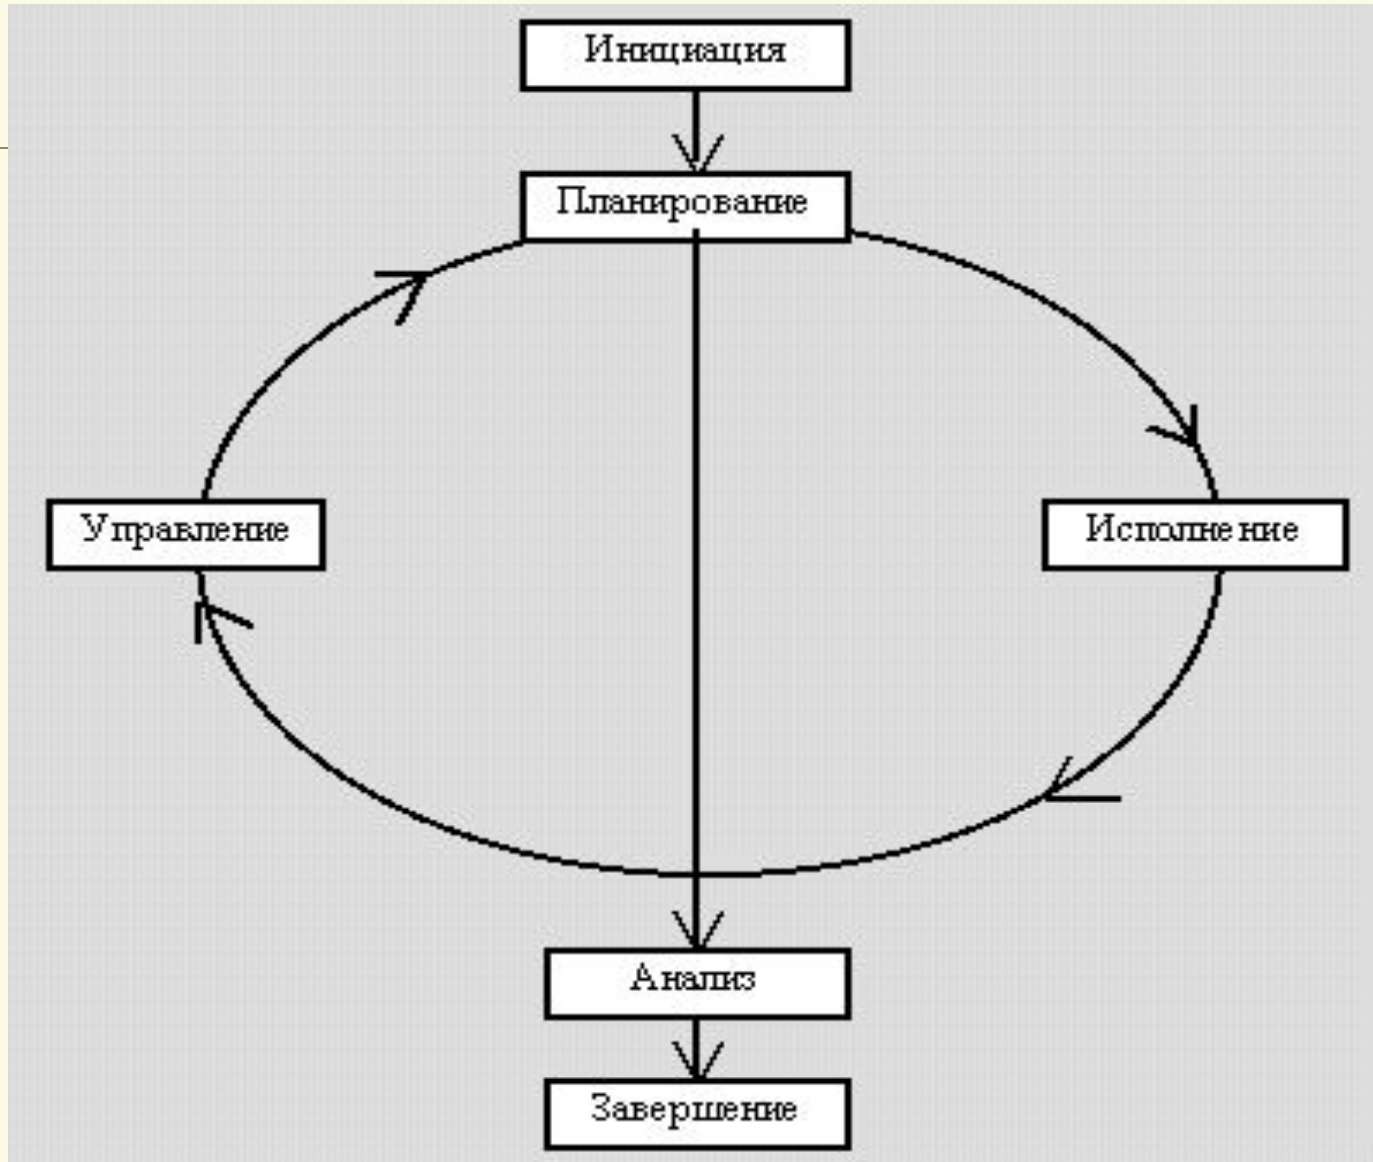 Инициация
Планирование
Управление
Исполнение
Анализ
Завершение